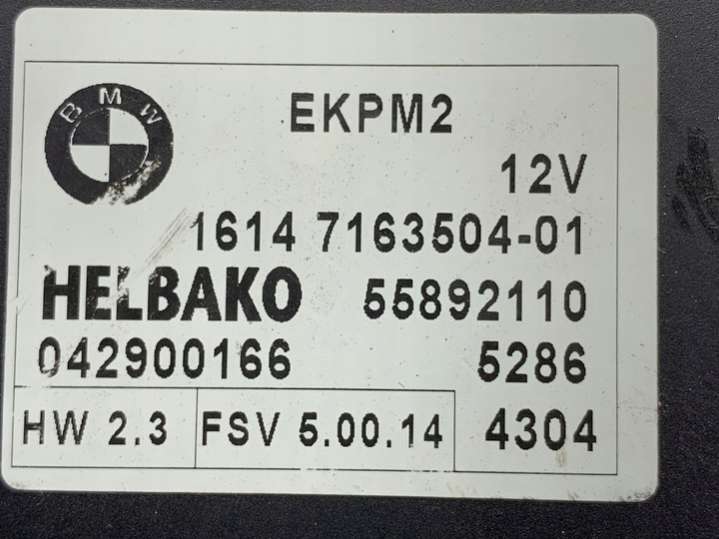 BMW
EKPM2
12V
1614 7163504-01
HELBAKO 55892110
042900166 5286
HW 2.3 FSV 5.00.14 4304